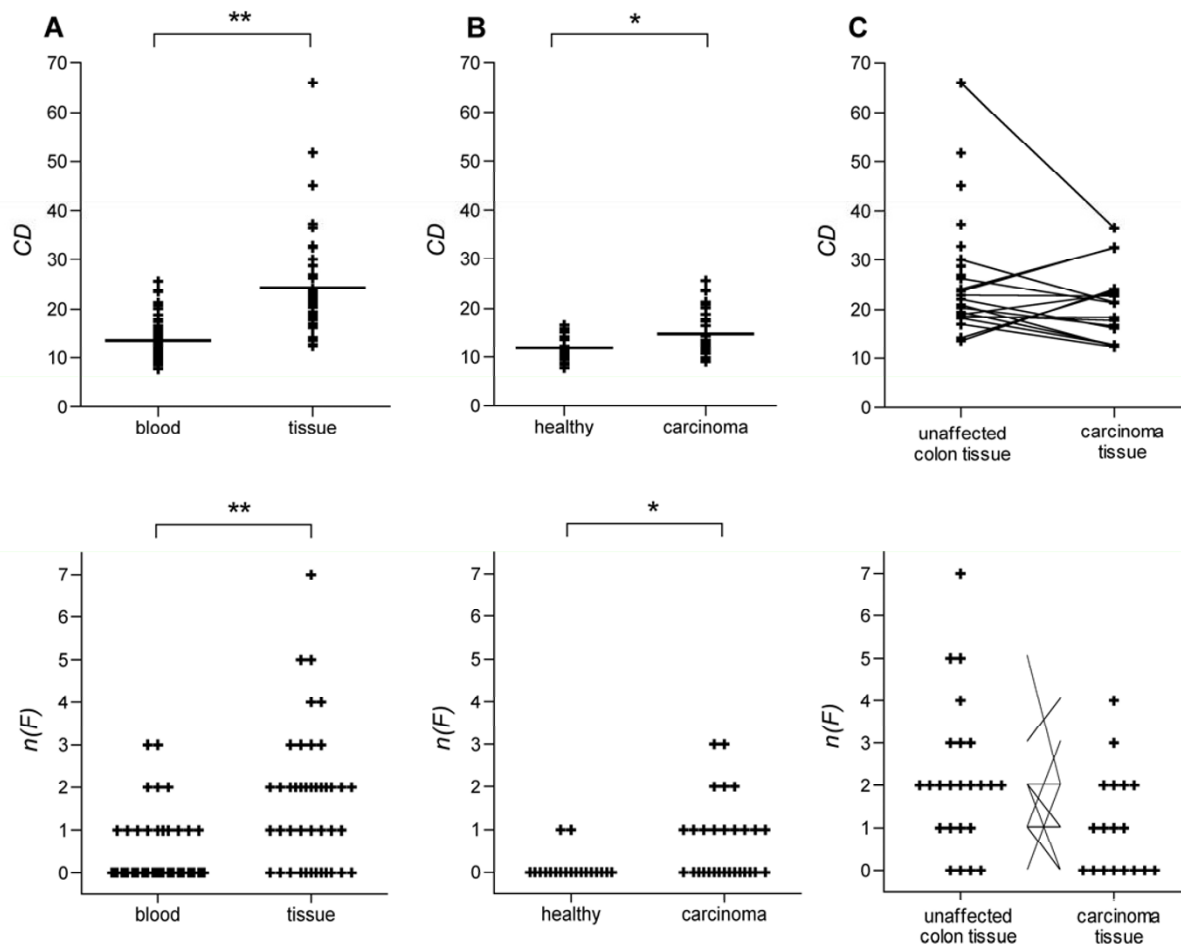 A
**
CD
70
60
50
40
30
20
10
0
blood
tissue
B
*
CD
70
60
50
40
30
20
10
0
healthy
carcinoma
C
CD
70
60
50
40
30
20
10
0
unaffected
colon tissue
carcinoma
tissue
**
n(F)
7
6
5
4
3
2
1
0
blood
tissue
*
n(F)
7
6
5
4
3
2
1
0
healthy
carcinoma
n(F)
7
6
5
4
3
2
1
0
unaffected
colon tissue
carcinoma
tissue